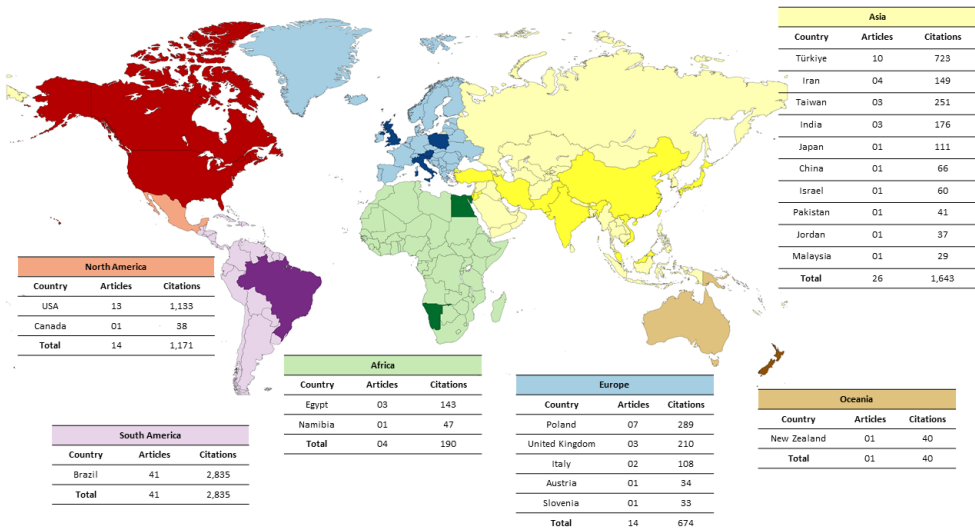 Asia
Country Articles Citations
Türkiye 10 723
Iran 04 149
Taiwan 03 251
India 03 176
Japan 01 111
China 01 66
Israel 01 60
Pakistan 01 41
Jordan 01 37
Malaysia 01 29
Total 26 1,643
North America
Country Articles Citations
USA 13 1,133
Canada 01 38
Total 14 1,171
Africa
Country Articles Citations
Egypt 03 143
Namibia 01 47
Total 04 190
Europe
Country Articles Citations
Poland 07 289
United Kingdom 03 210
Italy 02 108
Austria 01 34
Slovenia 01 33
Total 14 674
Oceania
Country Articles Citations
New Zealand 01 40
Total 01 40
South America
Country Articles Citations
Brazil 41 2,835
Total 41 2,835